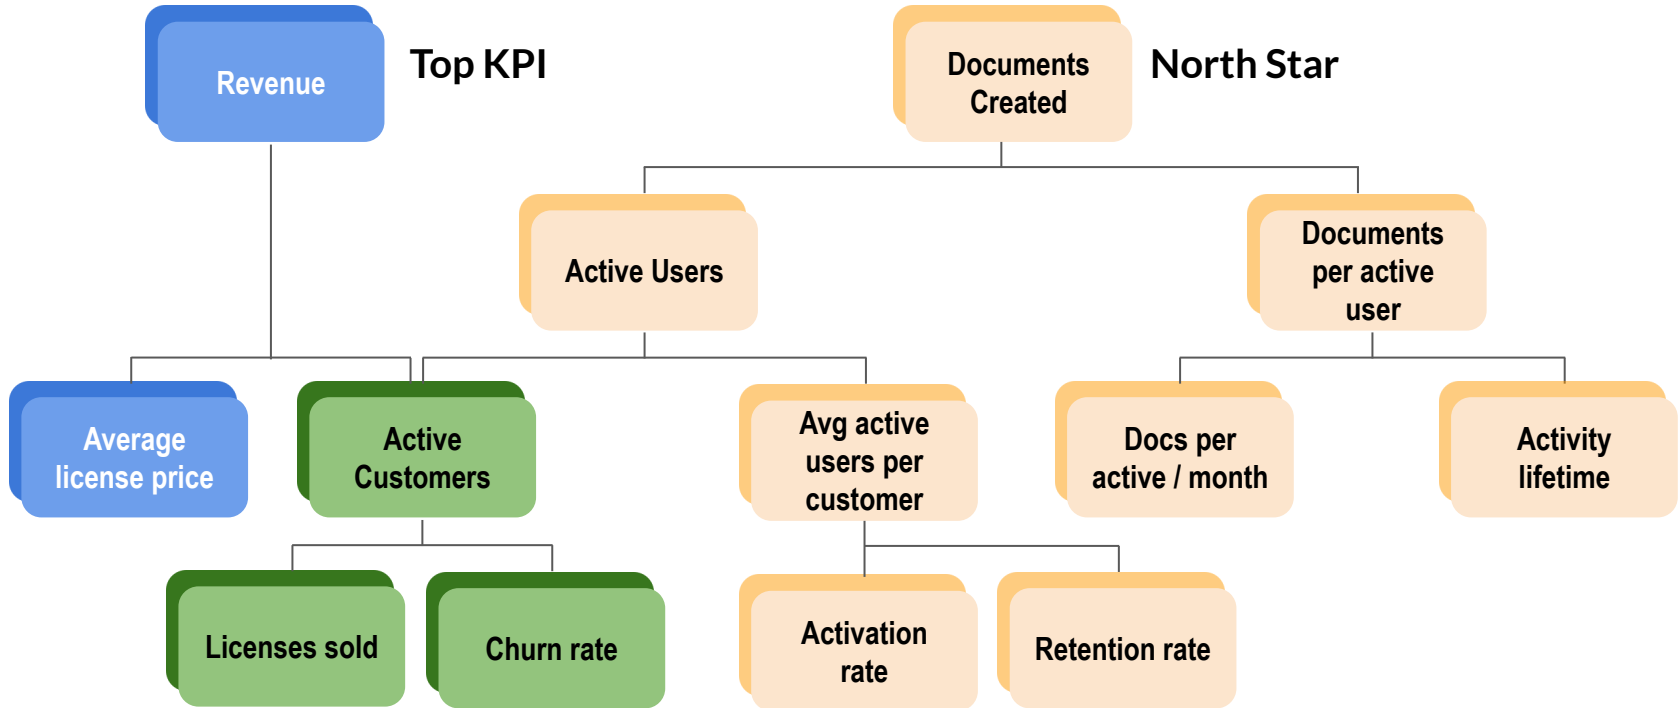 Revenue
Top KPI
Documents
Created
North Star
Active Users
Documents
per active
user
Average
license price
Active
Customers
Avg active
users per
customer
Docs per
active / month
Activity
lifetime
Licenses sold
Churn rate
Activation
rate
Retention rate